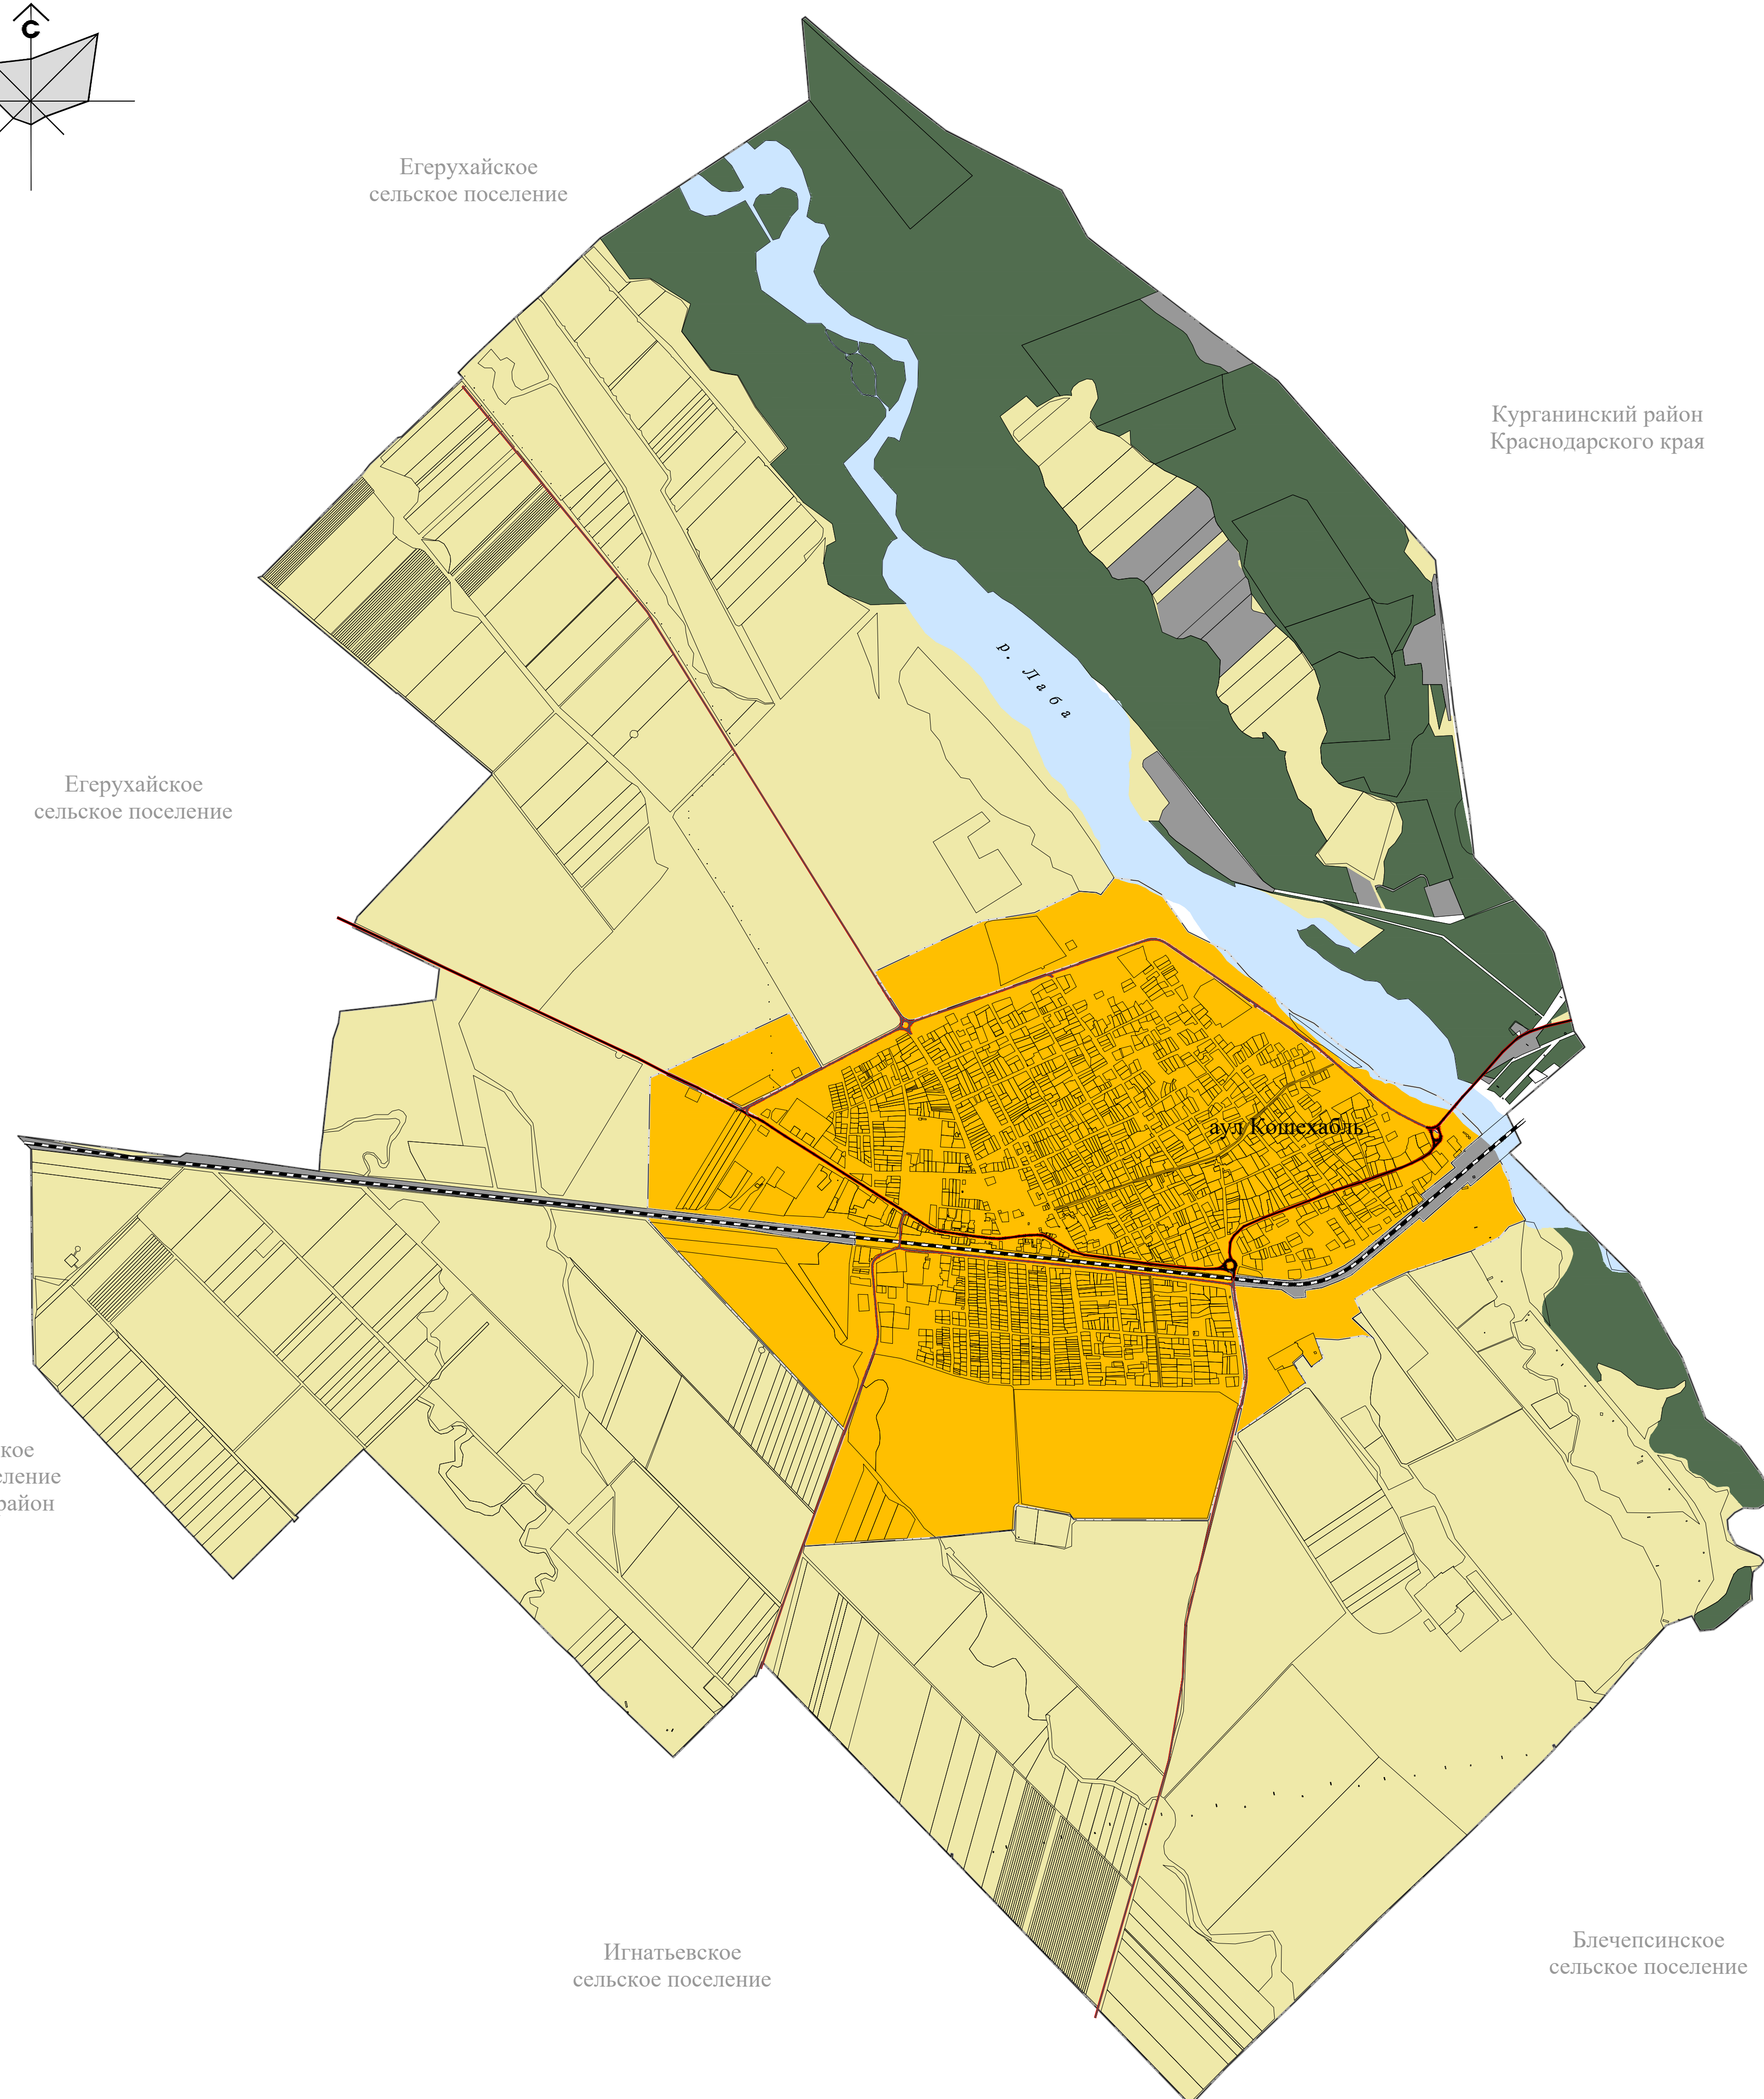 С
Егерухайское
сельское поселение
Курганинский район
Краснодарского края
р. Лаба
Егерухайское
сельское поселение
аул Кошехабль
кое
еление
район
Игнатьевское
сельское поселение
Блечепсинское
сельское поселение